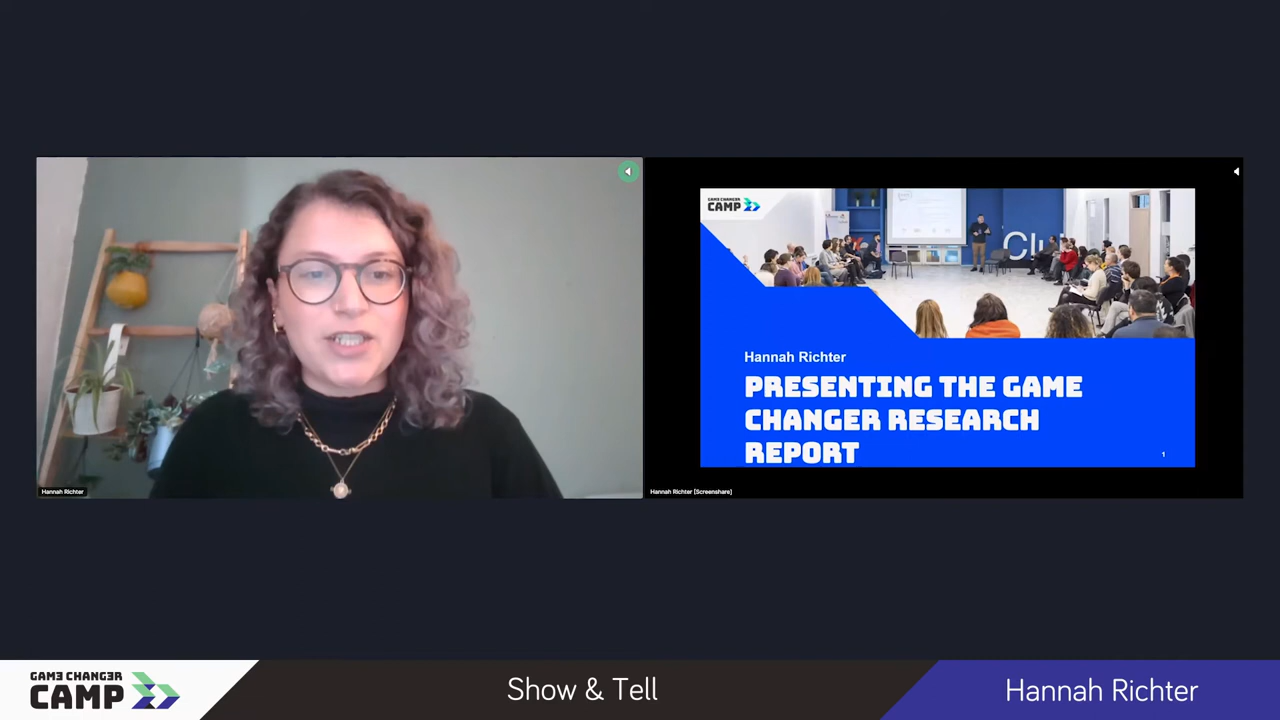 Hannah Richter
GAME CHANGER
CAMP
Clu
Hannah Richter
PRESENTING THE GAME
CHANGER RESEARCH
REPORT
1
Hannah Richter [Screenshare]
GAME CHANGER
CAMP
Show & Tell
Hannah Richter